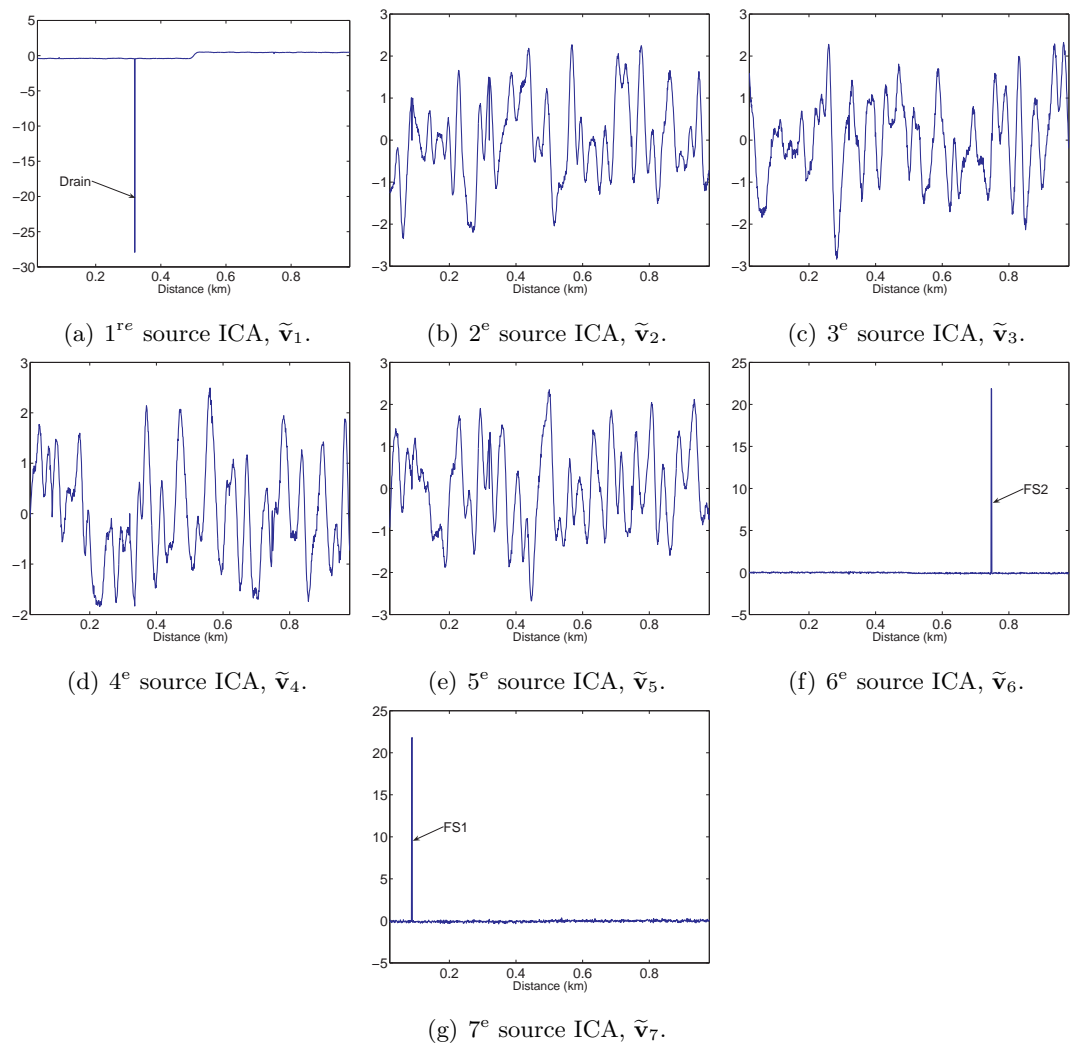 5
0
−5
−10
−15
−20
−25
−30
Drain
0.2 0.4 0.6 0.8
Distance (km)
(a) 1re source ICA, ṽ1.
3
2
1
0
−1
−2
−3
0.2 0.4 0.6 0.8
Distance (km)
(b) 2e source ICA, ṽ2.
3
2
1
0
−1
−2
−3
0.2 0.4 0.6 0.8
Distance (km)
(c) 3e source ICA, ṽ3.
3
2
1
0
−1
−2
0.2 0.4 0.6 0.8
Distance (km)
(d) 4e source ICA, ṽ4.
3
2
1
0
−1
−2
−3
0.2 0.4 0.6 0.8
Distance (km)
(e) 5e source ICA, ṽ5.
25
20
15
10
5
0
−5
FS2
0.2 0.4 0.6 0.8
Distance (km)
(f) 6e source ICA, ṽ6.
25
20
15
10
5
0
−5
FS1
0.2 0.4 0.6 0.8
Distance (km)
(g) 7e source ICA, ṽ7.